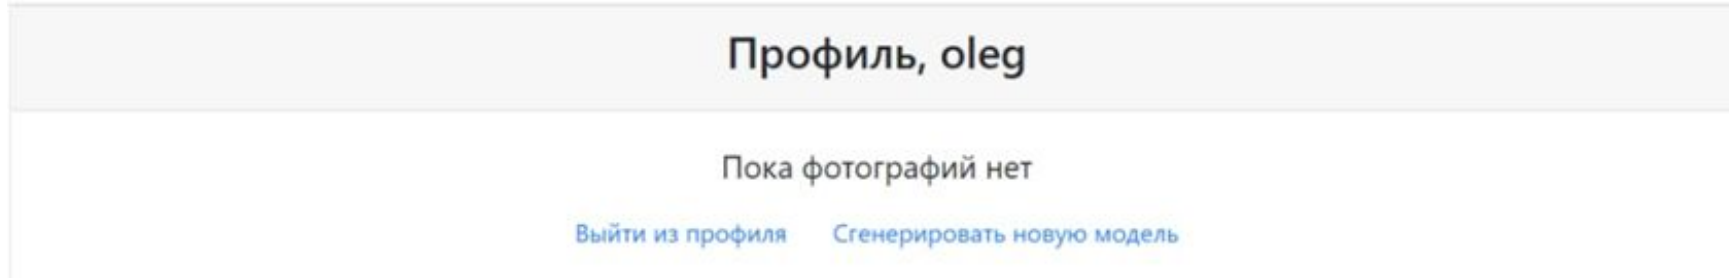 Профиль, oleg
Пока фотографий нет
Выйти из профиля Сгенерировать новую модель